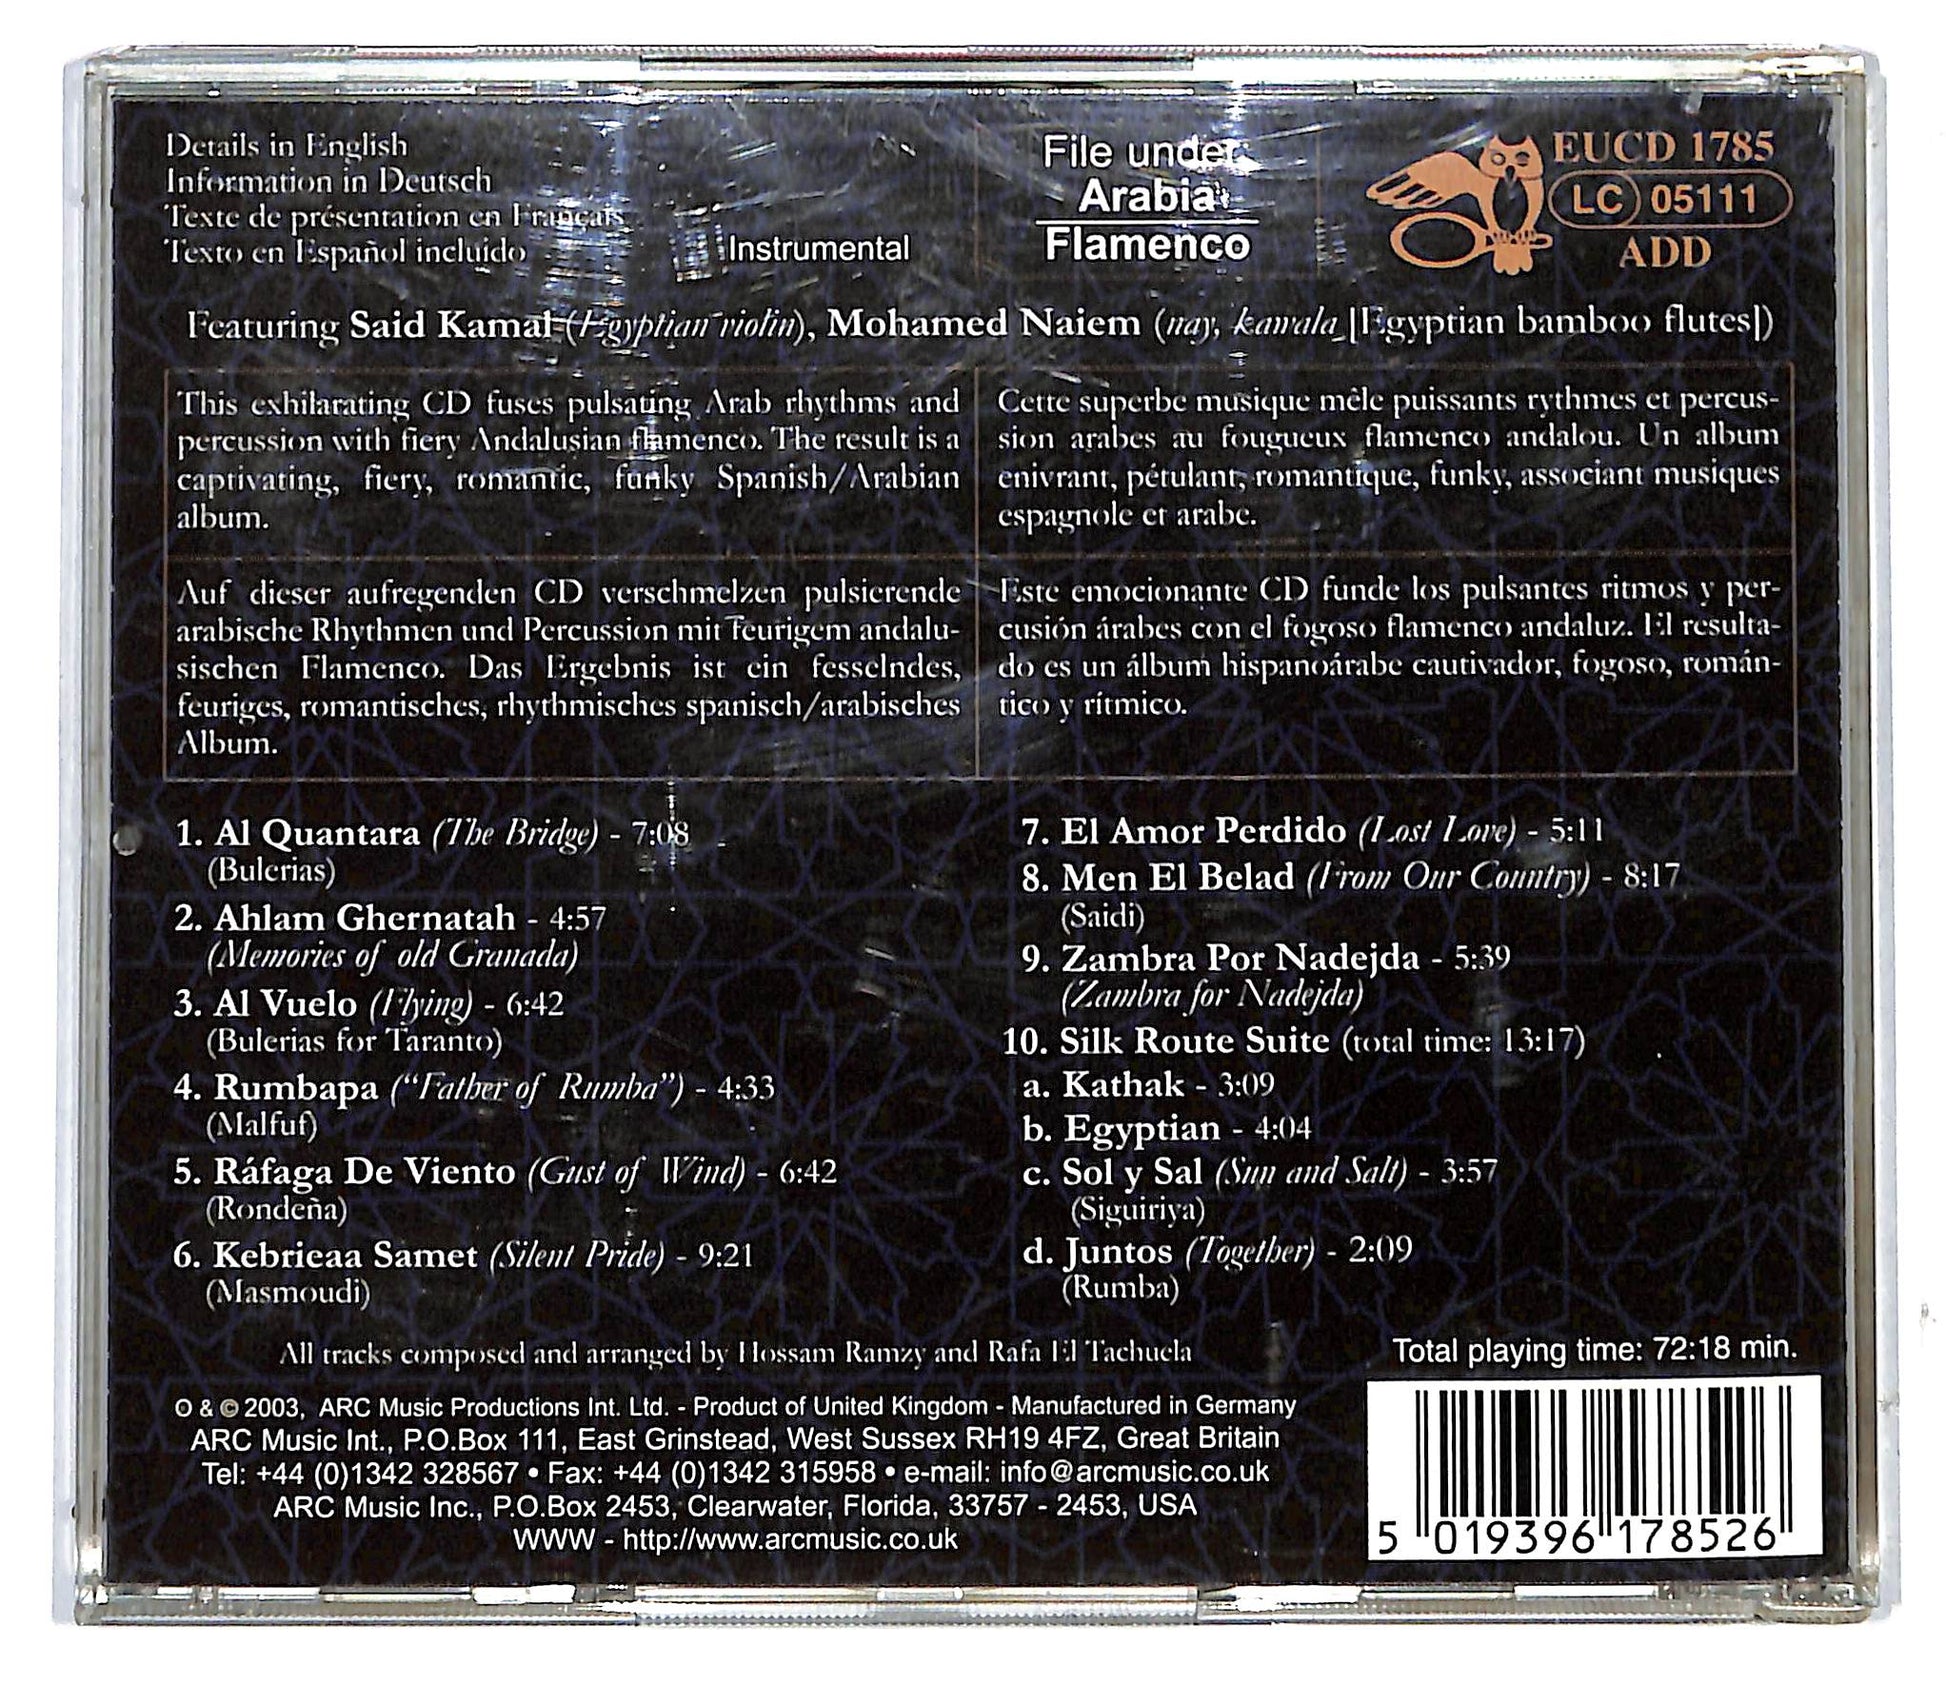 Details in English
Information in Deutsch
Texte de présentation en Français
Texto en Español incluido
Instrumental
File under
Arabia
Flamenco
EUCD 1785
LC 05111
ADD
Featuring Said Kamal (Egyptian violin), Mohamed Naiem (nay, kawala [Egyptian bamboo flutes])
This exhilarating CD fuses pulsating Arab rhythms and
percussion with fiery Andalusian flamenco. The result is a
captivating, fiery, romantic, funky Spanish/Arabian
album.
Cette superbe musique mêle puissants rythmes et percus-
sion arabes au fougueux flamenco andalou. Un album
enivrant, pétulant, romantique, funky, associant musiques
espagnole et arabe.
Auf dieser aufregenden CD verschmelzen pulsierende
arabische Rhythmen und Percussion mit feurigem andalu-
sischen Flamenco. Das Ergebnis ist ein fesselndes,
feuriges, romantisches, rhythmisches spanisch/arabisches
Album.
Este emocionante CD funde los pulsantes ritmos y per-
cusión árabes con el fogoso flamenco andaluz. El resulta-
do es un álbum hispanoárabe cautivador, fogoso, román-
tico y rítmico.
1. Al Quantara (The Bridge) - 7:08
(Bulerias)
2. Ahlam Ghernatah - 4:57
(Memories of old Granada)
3. Al Vuelo (Flying) - 6:42
(Bulerias for Taranto)
4. Rumbapa ("Father of Rumba") - 4:33
(Malfuf)
5. Ráfaga De Viento (Gust of Wind) - 6:42
(Rondeña)
6. Kebrieaa Samet (Silent Pride) - 9:21
(Masmoudi)
7. El Amor Perdido (Lost Love) - 5:11
8. Men El Belad (From Our Country) - 8:17
(Saidi)
9. Zambra Por Nadejda - 5:39
(Zambra for Nadejda)
10. Silk Route Suite (total time: 13:17)
a. Kathak - 3:09
b. Egyptian - 4:04
c. Sol y Sal (Sun and Salt) - 3:57
(Siguiriya)
d. Juntos (Together) - 2:09
(Rumba)
All tracks composed and arranged by Hossam Ramzy and Rafa El Tachuela
Total playing time: 72:18 min.
℗ & © 2003, ARC Music Productions Int. Ltd. - Product of United Kingdom - Manufactured in Germany
ARC Music Int., P.O.Box 111, East Grinstead, West Sussex RH19 4FZ, Great Britain
Tel: +44 (0)1342 328567 • Fax: +44 (0)1342 315958 • e-mail: info@arcmusic.co.uk
ARC Music Inc., P.O.Box 2453, Clearwater, Florida, 33757 - 2453, USA
WWW - http://www.arcmusic.co.uk
5 019396 178526